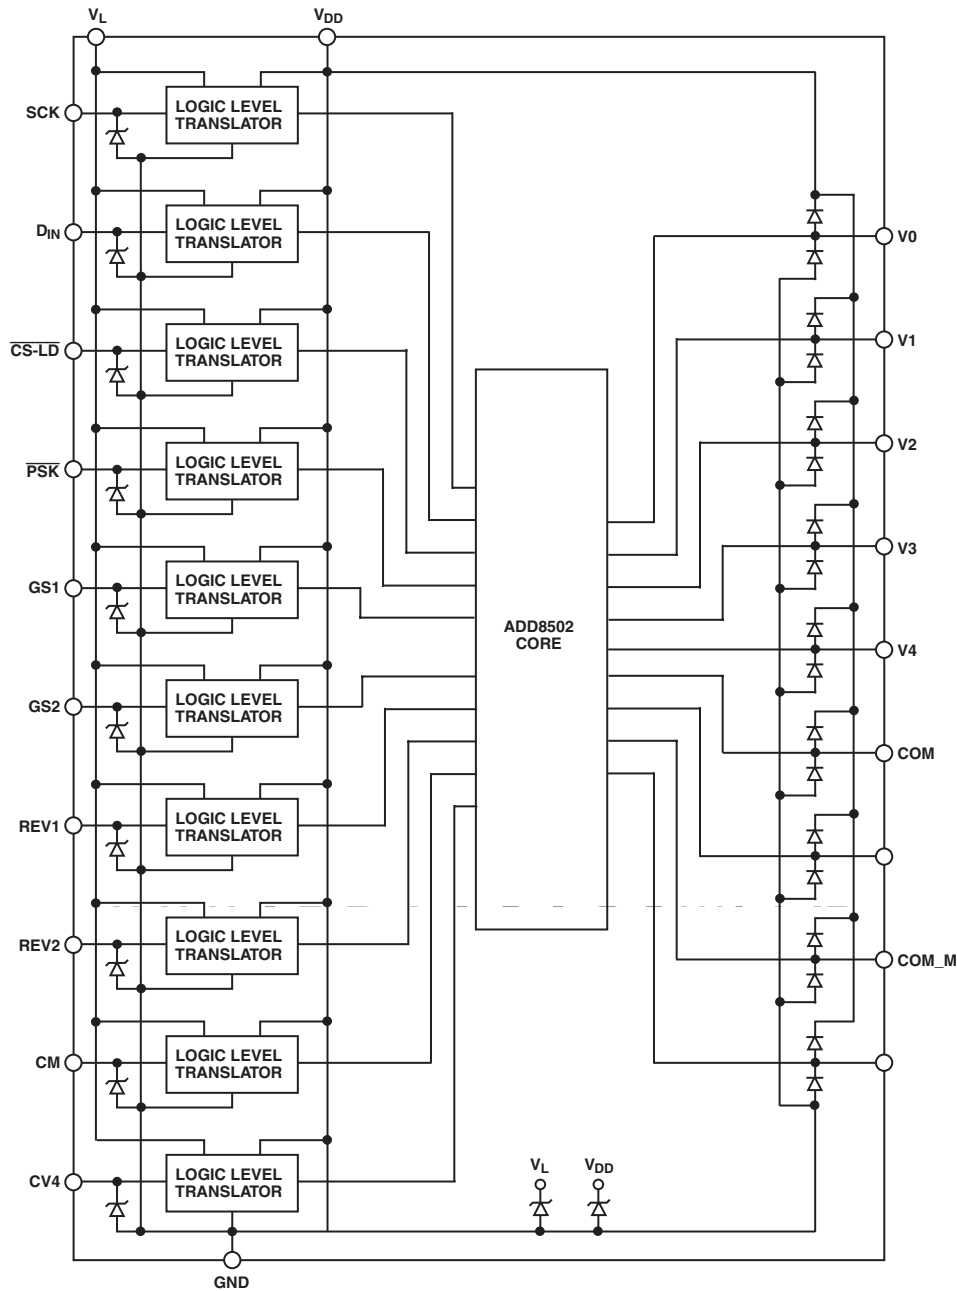 VL
VDD
SCK
LOGIC LEVEL
TRANSLATOR
DIN
LOGIC LEVEL
TRANSLATOR
V0
CS-LD
LOGIC LEVEL
TRANSLATOR
V1
PSK
LOGIC LEVEL
TRANSLATOR
V2
GS1
LOGIC LEVEL
TRANSLATOR
V3
ADD8502
CORE
V4
GS2
LOGIC LEVEL
TRANSLATOR
COM
REV1
LOGIC LEVEL
TRANSLATOR
REV2
LOGIC LEVEL
TRANSLATOR
COM_M
CM
LOGIC LEVEL
TRANSLATOR
CV4
LOGIC LEVEL
TRANSLATOR
VL
VDD
GND